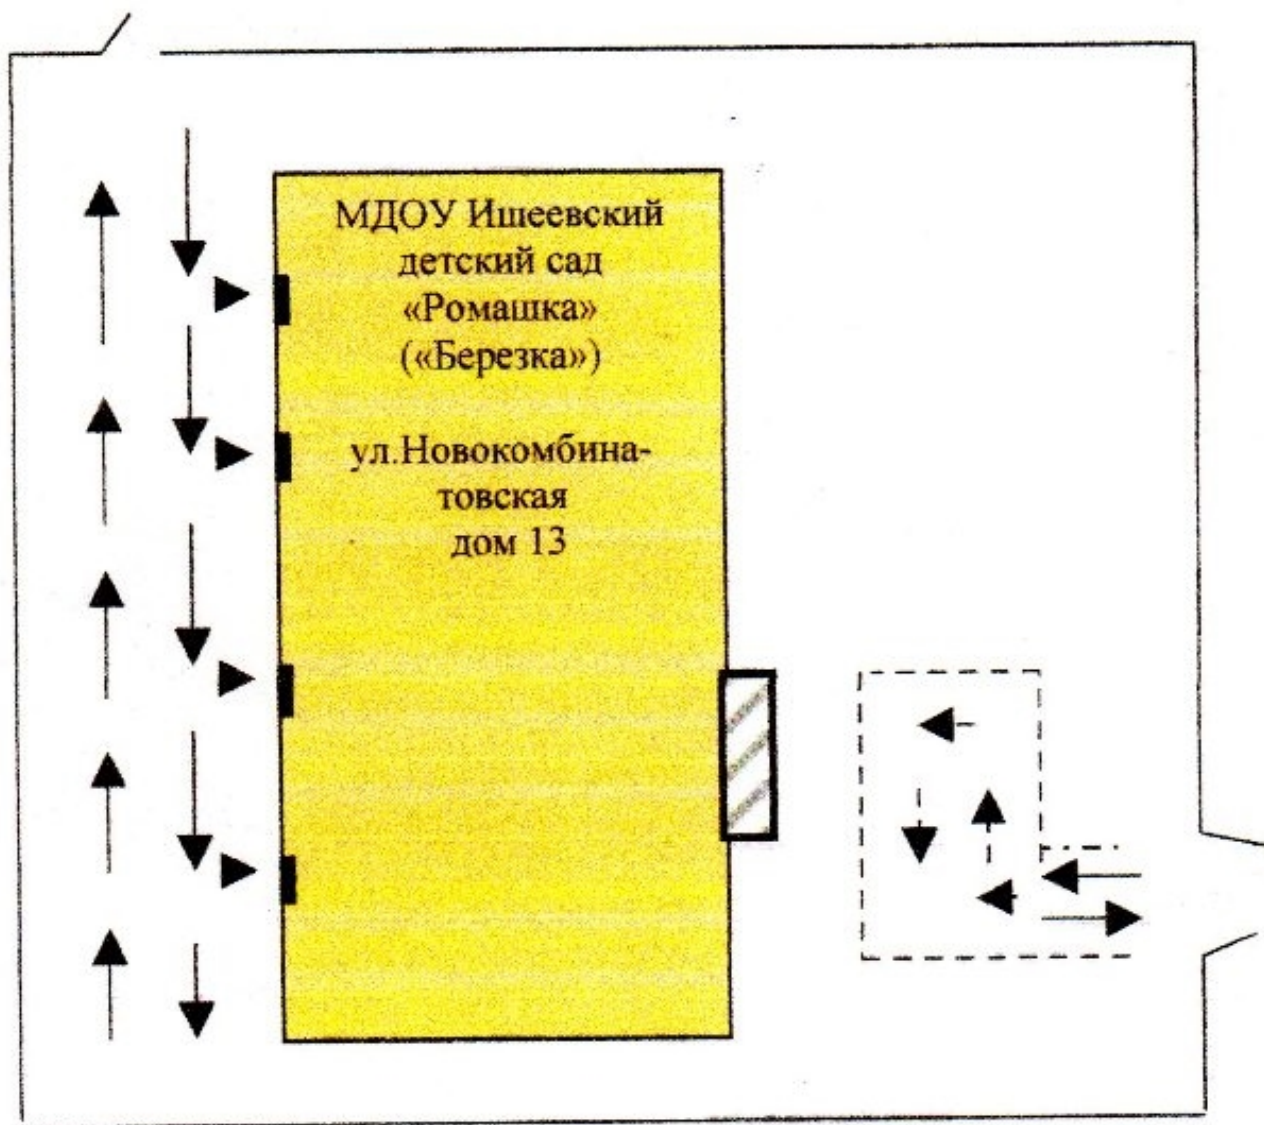 МДОУ Ишеевский
детский сад
«Ромашка»
(«Березка»)
ул.Новокомбина-
товская
дом 13